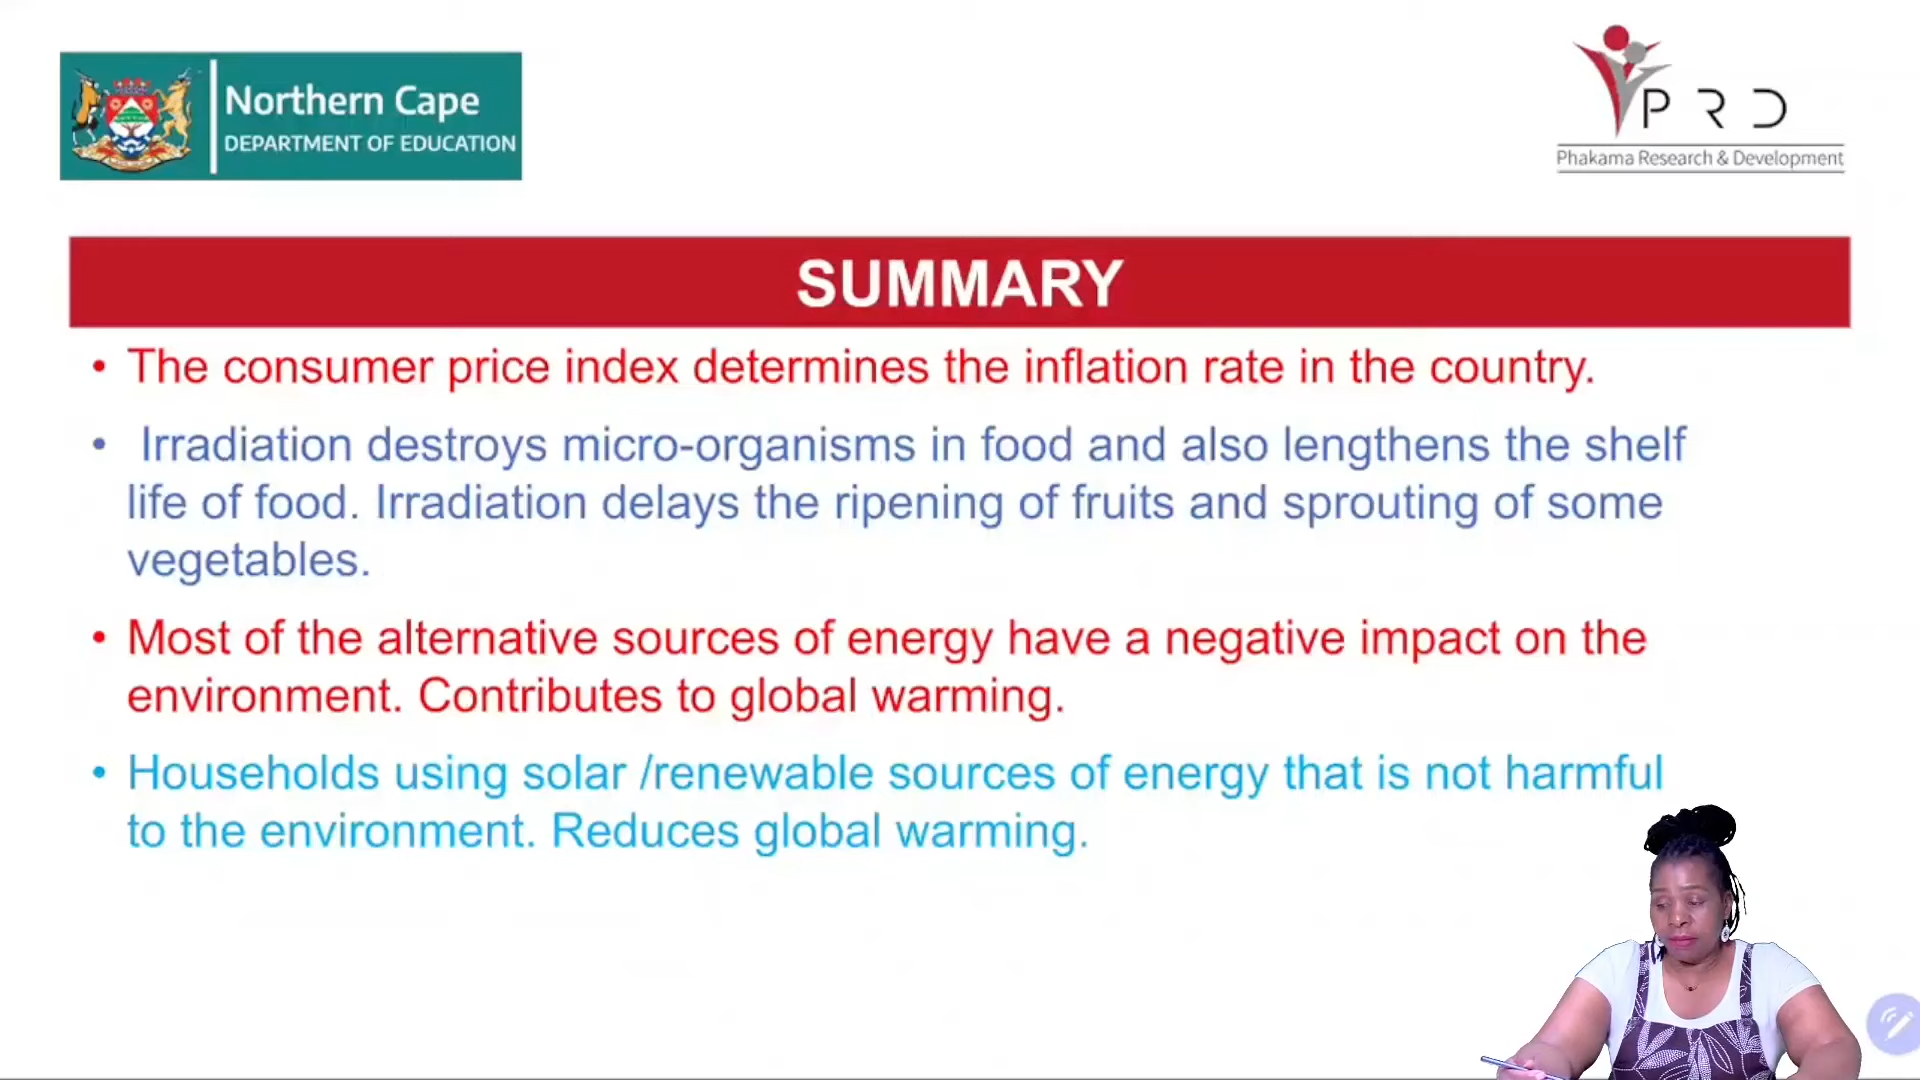 Northern Cape
DEPARTMENT OF EDUCATION
PRD
Phakama Research & Development
SUMMARY
• The consumer price index determines the inflation rate in the country.
• Irradiation destroys micro-organisms in food and also lengthens the shelf
life of food. Irradiation delays the ripening of fruits and sprouting of some
vegetables.
• Most of the alternative sources of energy have a negative impact on the
environment. Contributes to global warming.
• Households using solar /renewable sources of energy that is not harmful
to the environment. Reduces global warming.